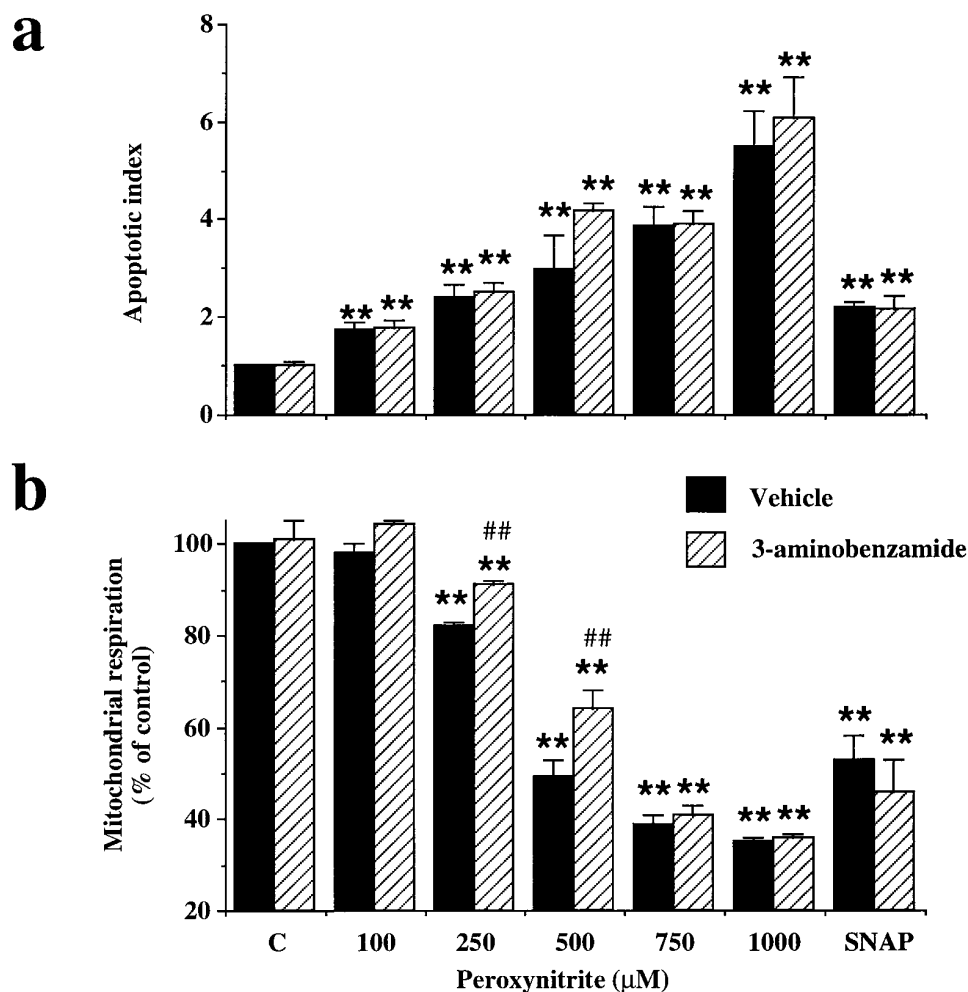 a
8
6
4
2
0
Apoptotic index
** **
** **
** **
** **
** **
** **
b
Vehicle
3-aminobenzamide
100
80
60
40
20
Mitochondrial respiration
(% of control)
##
** **
##
** **
** **
** **
** **
C 100 250 500 750 1000 SNAP
Peroxynitrite (μM)